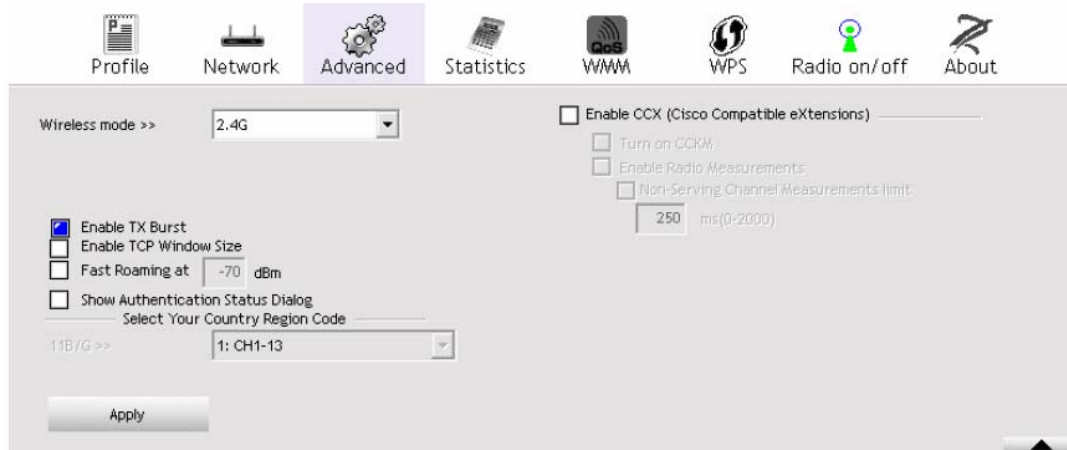 Profile Network Advanced Statistics WMM WPS Radio on/off About
QoS
Wireless mode >> 2.4G
Enable CCX (Cisco Compatible eXtensions)
Turn on CCKM
Enable Radio Measurements
Non-Serving Channel Measurements limit
250 ms(0-2000)
Enable TX Burst
Enable TCP Window Size
Fast Roaming at -70 dBm
Show Authentication Status Dialog
Select Your Country Region Code
11B/G >> 1: CH1-13
Apply